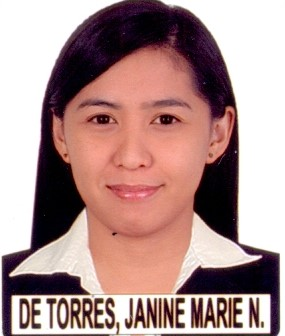 DE TORRES, JANINE MARIE N.